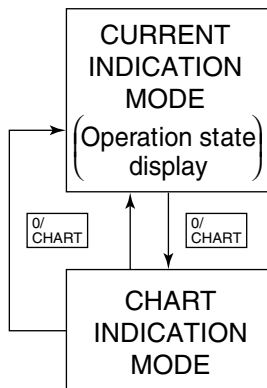 CURRENT
INDICATION
MODE
(Operation state
display)
0/
CHART
0/
CHART
CHART
INDICATION
MODE